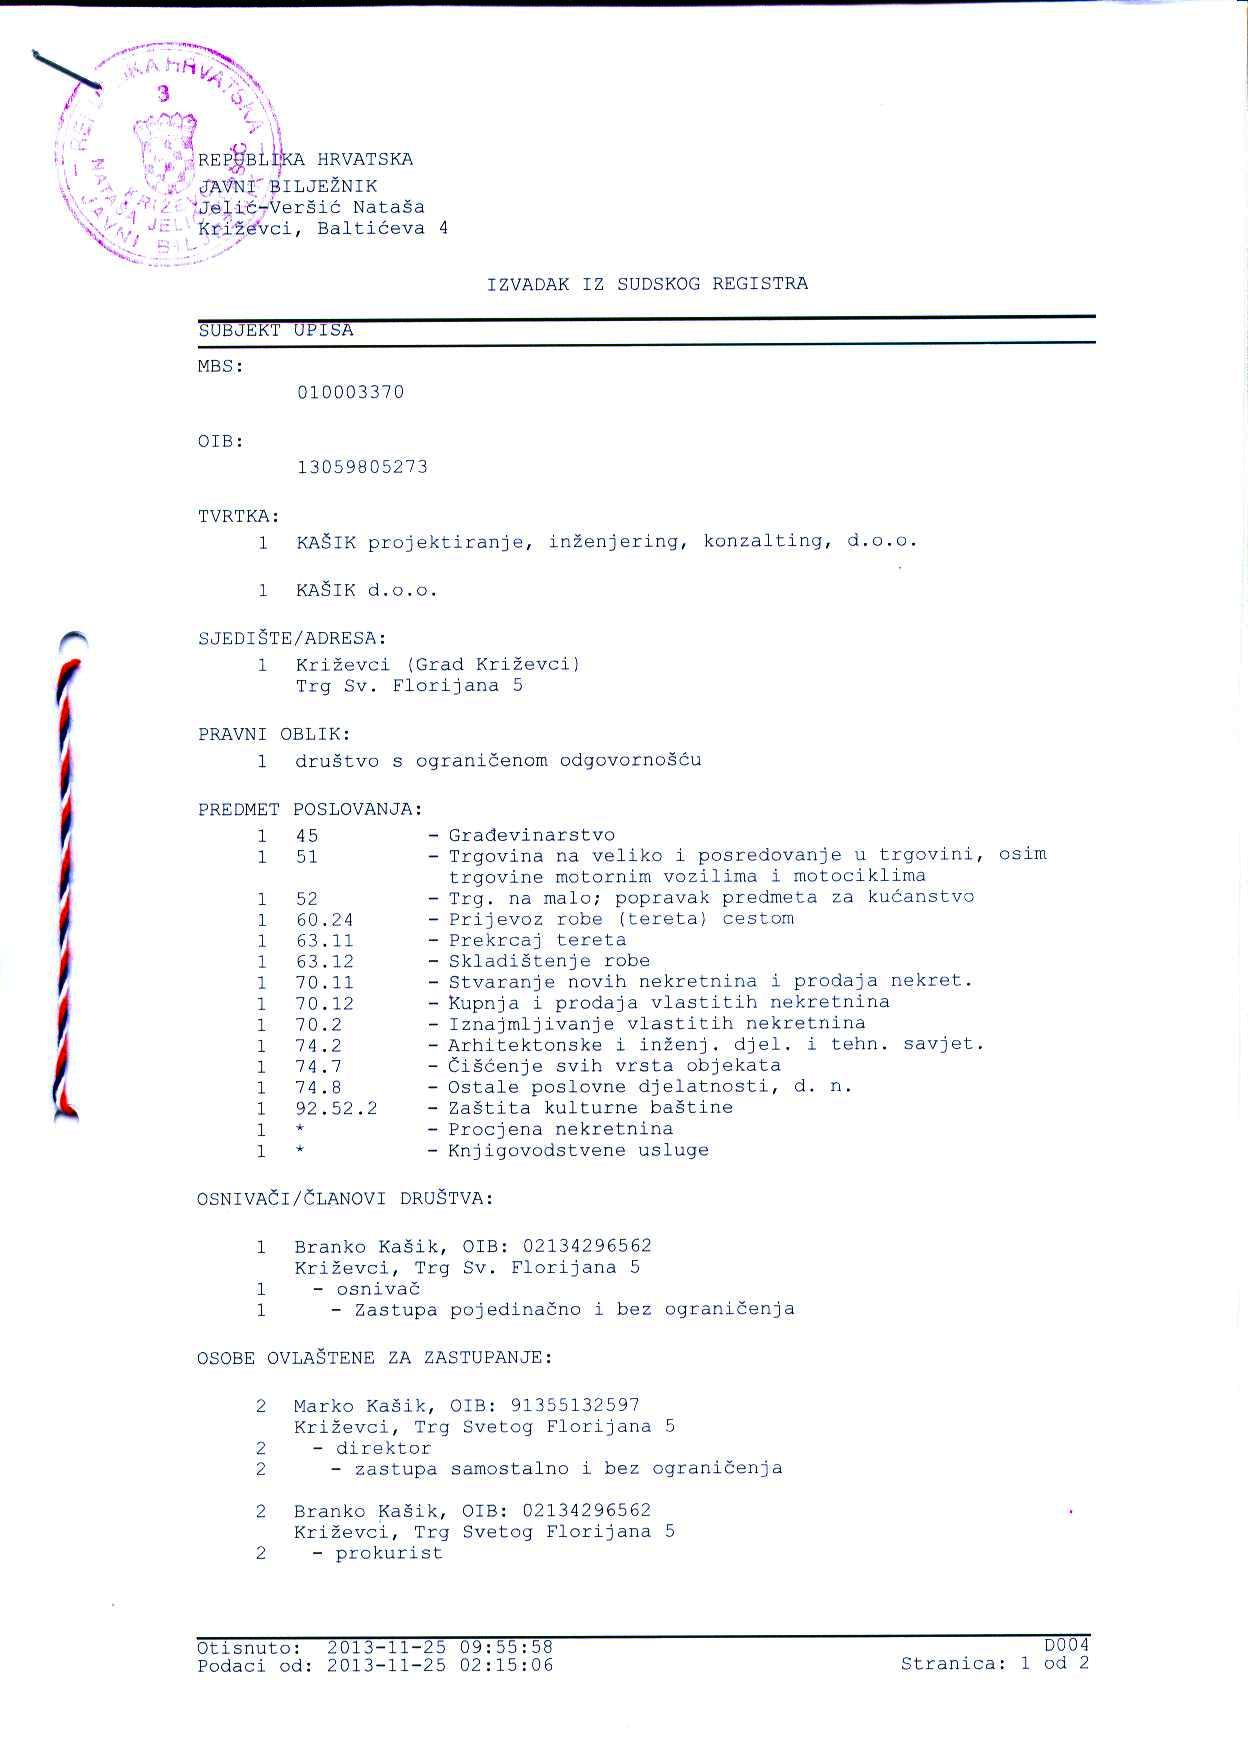 REPUBLIKA HRVATSKA
3
REPUBLIKA HRVATSKA
JAVNI BILJEŽNIK
Jelić-Veršić Nataša
Križevci, Baltićeva 4
IZVADAK IZ SUDSKOG REGISTRA
SUBJEKT UPISA
MBS:
010003370
OIB:
13059805273
TVRTKA:
1 KAŠIK projektiranje, inženjering, konzalting, d.o.o.
1 KAŠIK d.o.o.
SJEDIŠTE/ADRESA:
1 Križevci (Grad Križevci)
Trg Sv. Florijana 5
PRAVNI OBLIK:
1 društvo s ograničenom odgovornošću
PREDMET POSLOVANJA:
1 45 - Građevinarstvo
1 51 - Trgovina na veliko i posredovanje u trgovini, osim
trgovine motornim vozilima i motociklima
1 52 - Trg. na malo; popravak predmeta za kućanstvo
1 60.24 - Prijevoz robe (tereta) cestom
1 63.11 - Prekrcaj tereta
1 63.12 - Skladištenje robe
1 70.11 - Stvaranje novih nekretnina i prodaja nekret.
1 70.12 - Kupnja i prodaja vlastitih nekretnina
1 70.2 - Iznajmljivanje vlastitih nekretnina
1 74.2 - Arhitektonske i inženj. djel. i tehn. savjet.
1 74.7 - Čišćenje svih vrsta objekata
1 74.8 - Ostale poslovne djelatnosti, d. n.
1 92.52.2 - Zaštita kulturne baštine
1 * - Procjena nekretnina
1 * - Knjigovodstvene usluge
OSNIVAČI/ČLANOVI DRUŠTVA:
1 Branko Kašik, OIB: 02134296562
Križevci, Trg Sv. Florijana 5
1 - osnivač
1 - Zastupa pojedinačno i bez ograničenja
OSOBE OVLAŠTENE ZA ZASTUPANJE:
2 Marko Kašik, OIB: 91355132597
Križevci, Trg Svetog Florijana 5
2 - direktor
2 - zastupa samostalno i bez ograničenja
2 Branko Kašik, OIB: 02134296562
Križevci, Trg Svetog Florijana 5
2 - prokurist
Otisnuto: 2013-11-25 09:55:58 D004
Podaci od: 2013-11-25 02:15:06 Stranica: 1 od 2